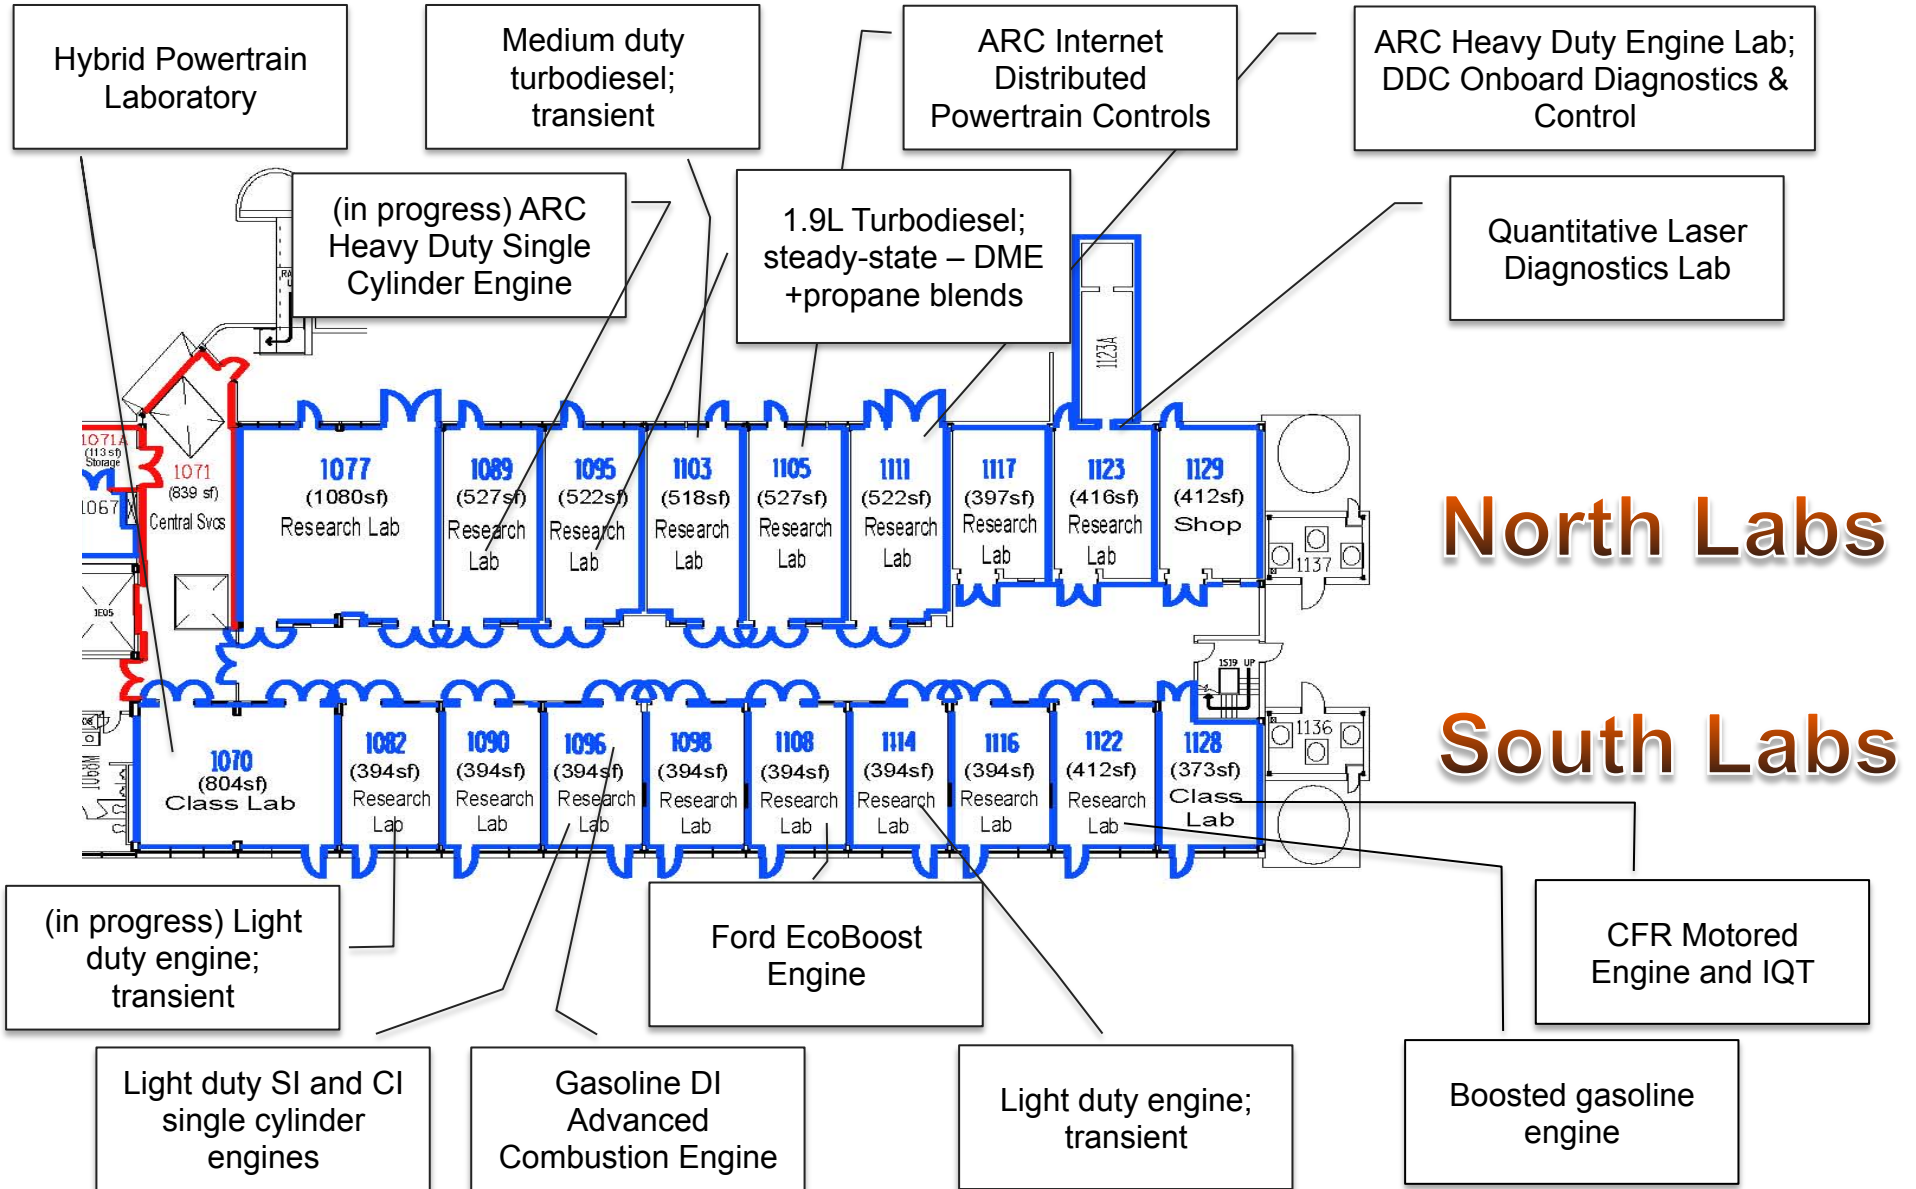 Hybrid Powertrain
Laboratory
Medium duty
turbodiesel;
transient
ARC Internet
Distributed
Powertrain Controls
ARC Heavy Duty Engine Lab;
DDC Onboard Diagnostics &
Control
(in progress) ARC
Heavy Duty Single
Cylinder Engine
1.9L Turbodiesel;
steady-state – DME
+propane blends
Quantitative Laser
Diagnostics Lab
1123A
1071A
(113 sf)
Storage
1067
1071
(839 sf)
Central Svcs
1E05
1077
(1080sf)
Research Lab
1089
(527sf)
Research
Lab
1095
(522sf)
Research
Lab
1103
(518sf)
Research
Lab
1105
(527sf)
Research
Lab
1111
(522sf)
Research
Lab
1117
(397sf)
Research
Lab
1123
(416sf)
Research
Lab
1129
(412sf)
Shop
1137
North Labs
1S19 UP
1068M
1070
(804sf)
Class Lab
1082
(394sf)
Research
Lab
1090
(394sf)
Research
Lab
1096
(394sf)
Research
Lab
1098
(394sf)
Research
Lab
1108
(394sf)
Research
Lab
1114
(394sf)
Research
Lab
1116
(394sf)
Research
Lab
1122
(412sf)
Research
Lab
1128
(373sf)
Class
Lab
1136
South Labs
(in progress) Light
duty engine;
transient
Ford EcoBoost
Engine
CFR Motored
Engine and IQT
Light duty SI and CI
single cylinder
engines
Gasoline DI
Advanced
Combustion Engine
Light duty engine;
transient
Boosted gasoline
engine